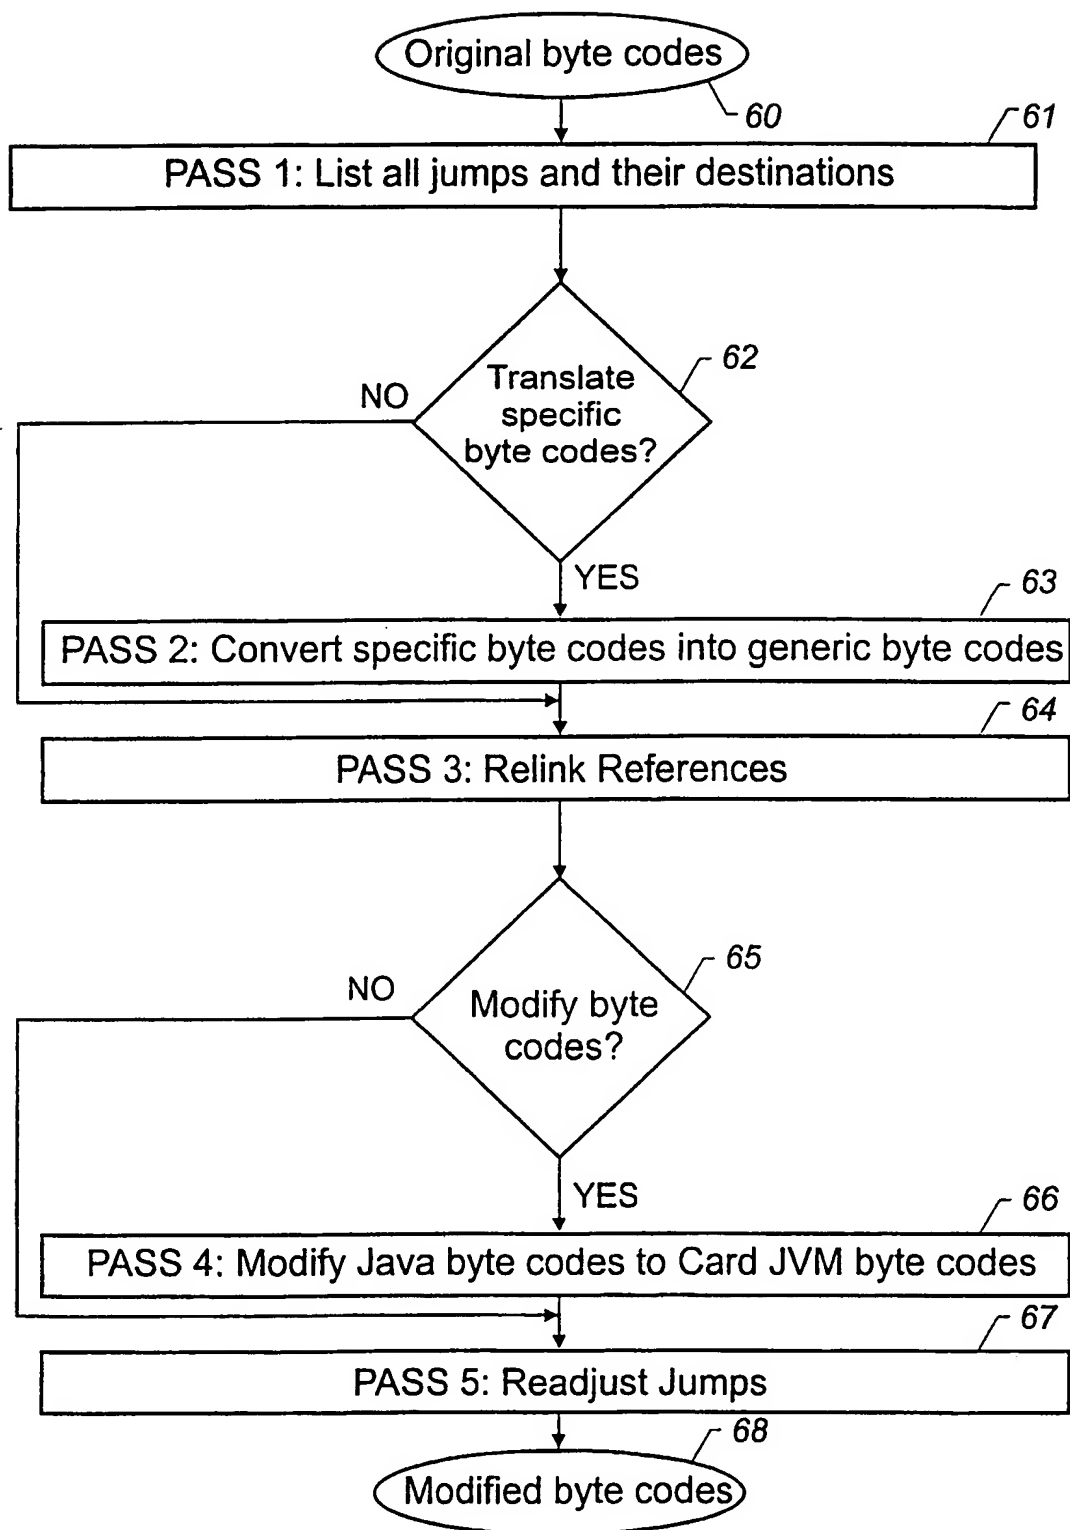 Original byte codes
60
61
PASS 1: List all jumps and their destinations
62
Translate
specific
byte codes?
NO
YES
63
PASS 2: Convert specific byte codes into generic byte codes
64
PASS 3: Relink References
65
NO
Modify byte
codes?
YES
66
PASS 4: Modify Java byte codes to Card JVM byte codes
67
PASS 5: Readjust Jumps
68
Modified byte codes